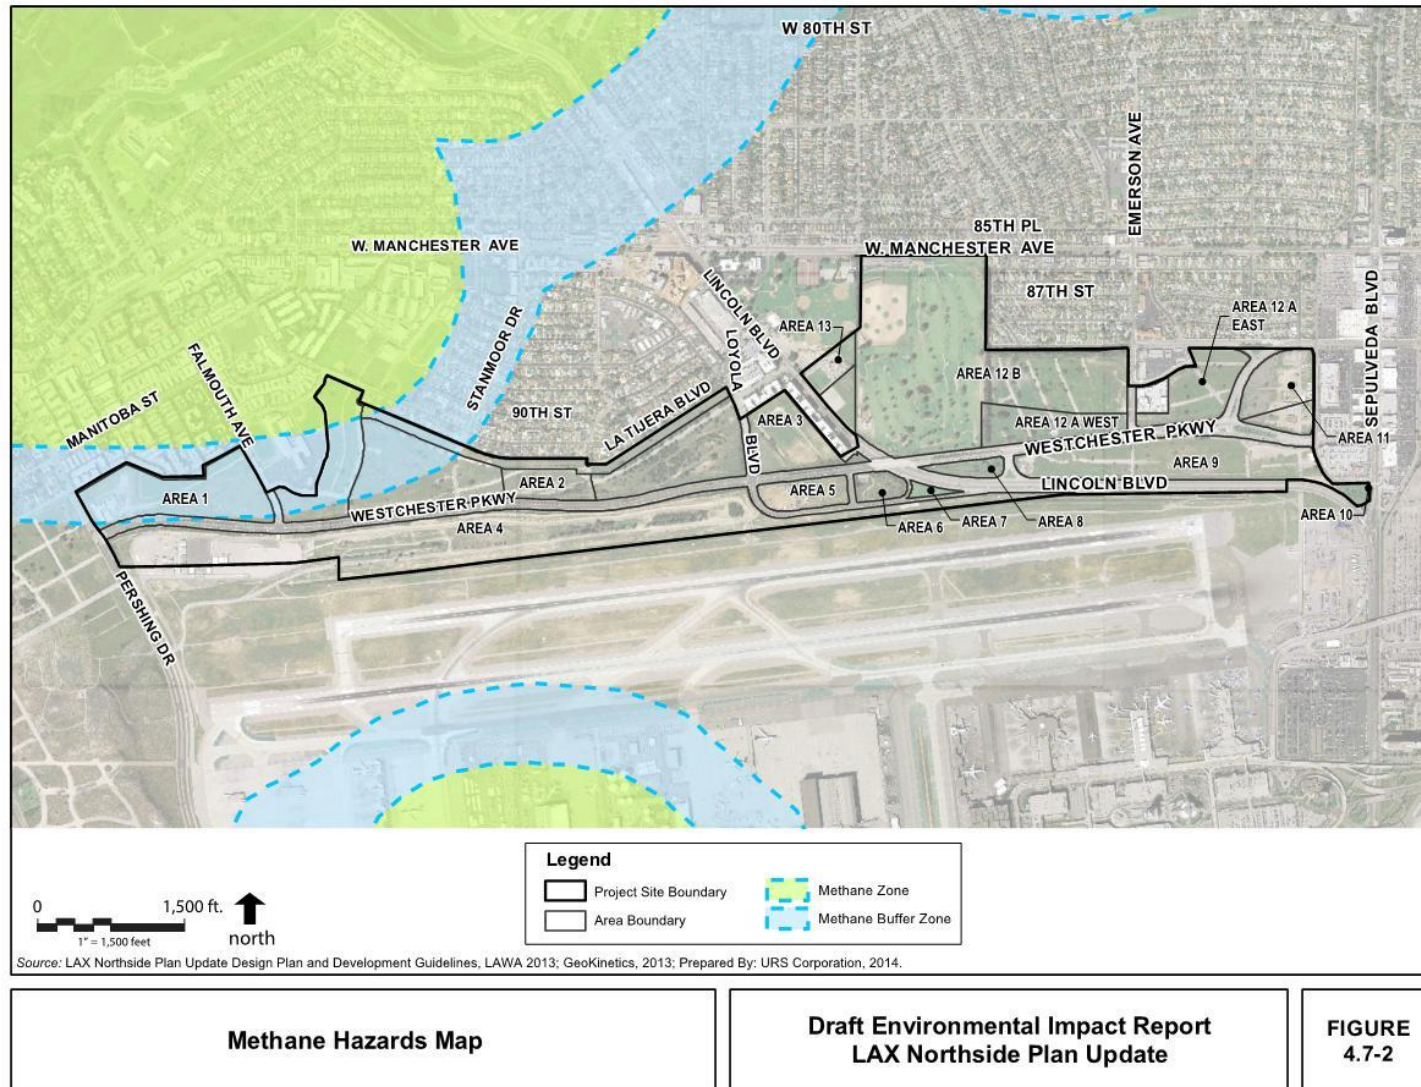 W 80TH ST
EMERSON AVE
85TH PL
W. MANCHESTER AVE
W. MANCHESTER AVE
87TH ST
SEPULVEDA BLVD
AREA 12 A
EAST
LINCOLN BLVD
AREA 13
STANMOOR DR
LOYOLA
BLVD
FALMOUTH AVE
MANITOBA ST
AREA 12 B
90TH ST
LA TIJERA BLVD
AREA 3
AREA 12 A WEST
WESTCHESTER PKWY
AREA 11
AREA 9
AREA 1
AREA 2
WESTCHESTER PKWY
AREA 4
AREA 5
LINCOLN BLVD
AREA 6
AREA 7
AREA 8
AREA 10
PERSHING DR
Legend
Project Site Boundary
Area Boundary
Methane Zone
Methane Buffer Zone
0
1,500 ft.
1" = 1,500 feet
north
Source: LAX Northside Plan Update Design Plan and Development Guidelines, LAWA 2013; GeoKinetics, 2013; Prepared By: URS Corporation, 2014.
Methane Hazards Map
Draft Environmental Impact Report
LAX Northside Plan Update
FIGURE
4.7-2